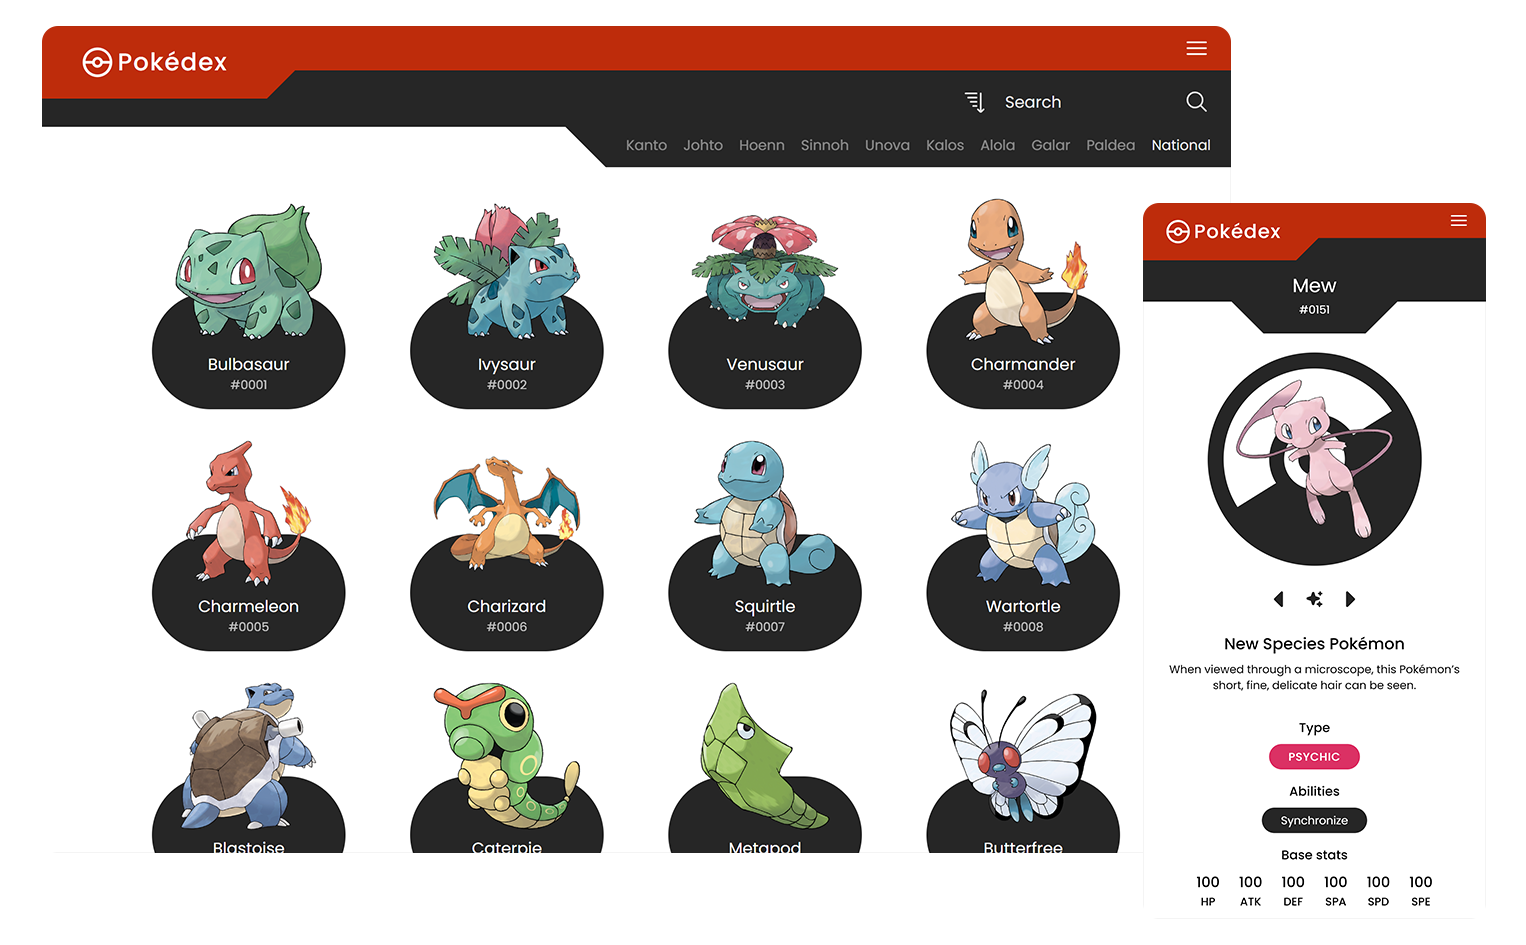 Pokédex
Search
Kanto Johto Hoenn Sinnoh Unova Kalos Alola Galar Paldea National
Bulbasaur
#0001
Ivysaur
#0002
Venusaur
#0003
Charmander
#0004
Charmeleon
#0005
Charizard
#0006
Squirtle
#0007
Wartortle
#0008
Blastoise
Caterpie
Metapod
Butterfree
Pokédex
Mew
#0151
New Species Pokémon
When viewed through a microscope, this Pokémon's
short, fine, delicate hair can be seen.
Type
PSYCHIC
Abilities
Synchronize
Base stats
100 100 100 100 100 100
HP ATK DEF SPA SPD SPE